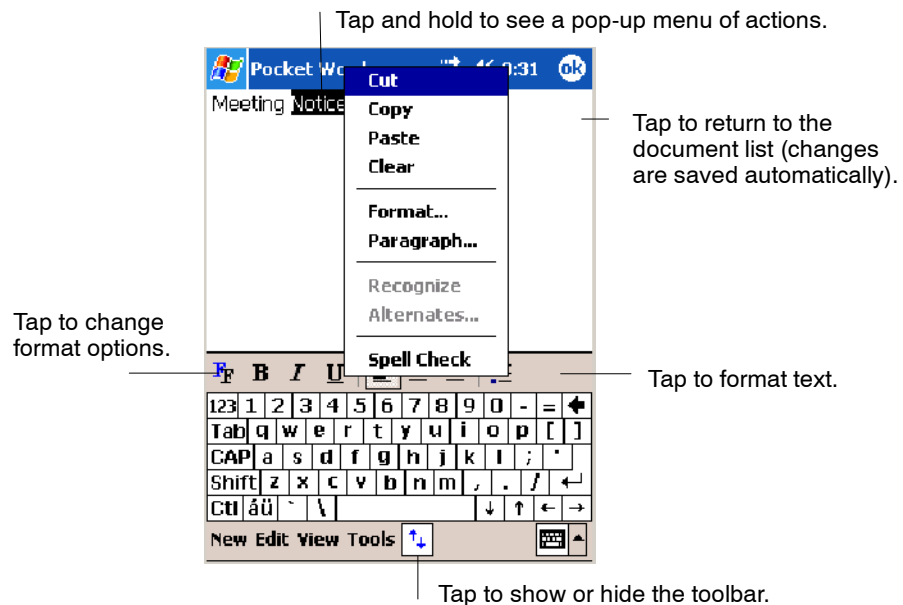 Tap and hold to see a pop-up menu of actions.
Pocket :31 ok
Meeting Notice
Cut
Copy
Paste
Clear
Format...
Paragraph...
Recognize
Alternates...
Spell Check
Tap to return to the
document list (changes
are saved automatically).
Tap to change
format options.
FF B I U
Tap to format text.
123 1 2 3 4 5 6 7 8 9 0 - =
Tab q w e r t y u i o p [ ]
CAP a s d f g h j k l ; '
Shift z x c v b n m , . /
Ctl áü ` \
New Edit View Tools
Tap to show or hide the toolbar.